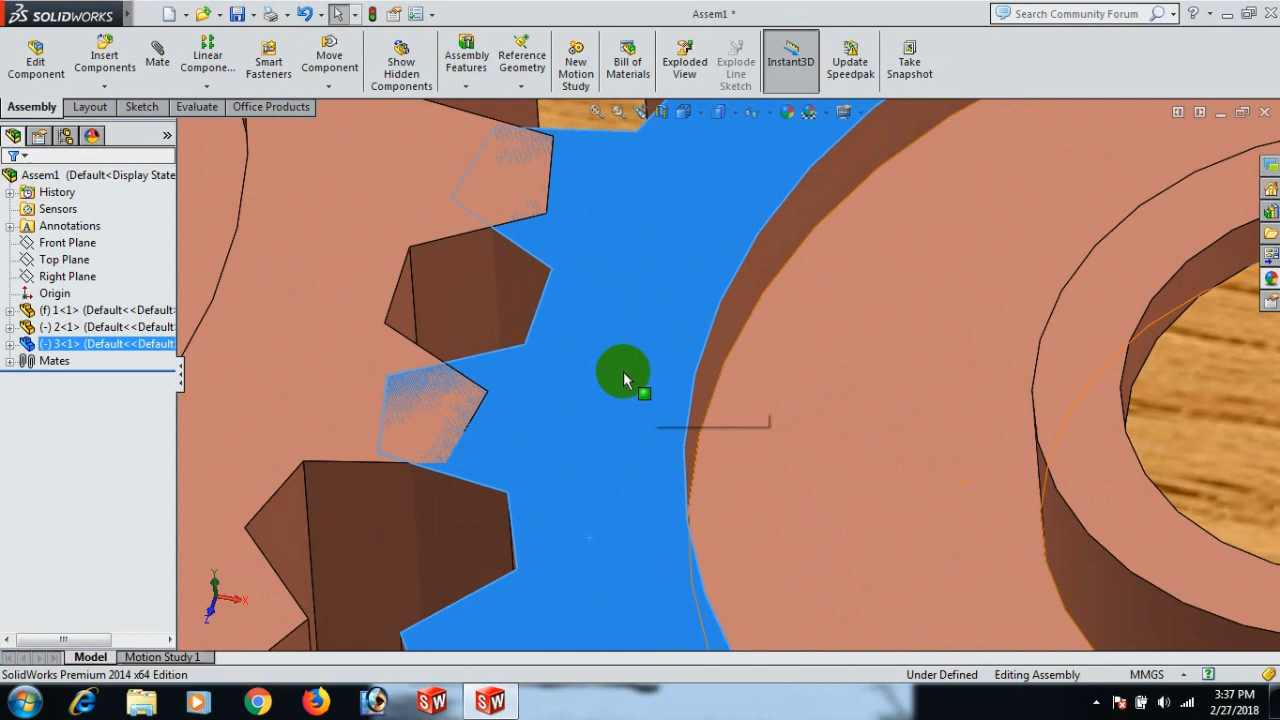 SOLIDWORKS
Assem1 *
Search Community Forum
Edit Component
Insert Components
Mate
Linear Compone...
Smart Fasteners
Move Component
Show Hidden Components
Assembly Features
Reference Geometry
New Motion Study
Bill of Materials
Exploded View
Explode Line Sketch
Instant3D
Update Speedpak
Take Snapshot
Assembly Layout Sketch Evaluate Office Products
Assem1 (Default<Display State
History
Sensors
Annotations
Front Plane
Top Plane
Right Plane
Origin
(f) 1<1> (Default<<Default
(-) 2<1> (Default<<Default
(-) 3<1> (Default<<Default
Mates
Y
X
Z
Model Motion Study 1
SolidWorks Premium 2014 x64 Edition
Under Defined Editing Assembly MMGS
3:37 PM
2/27/2018